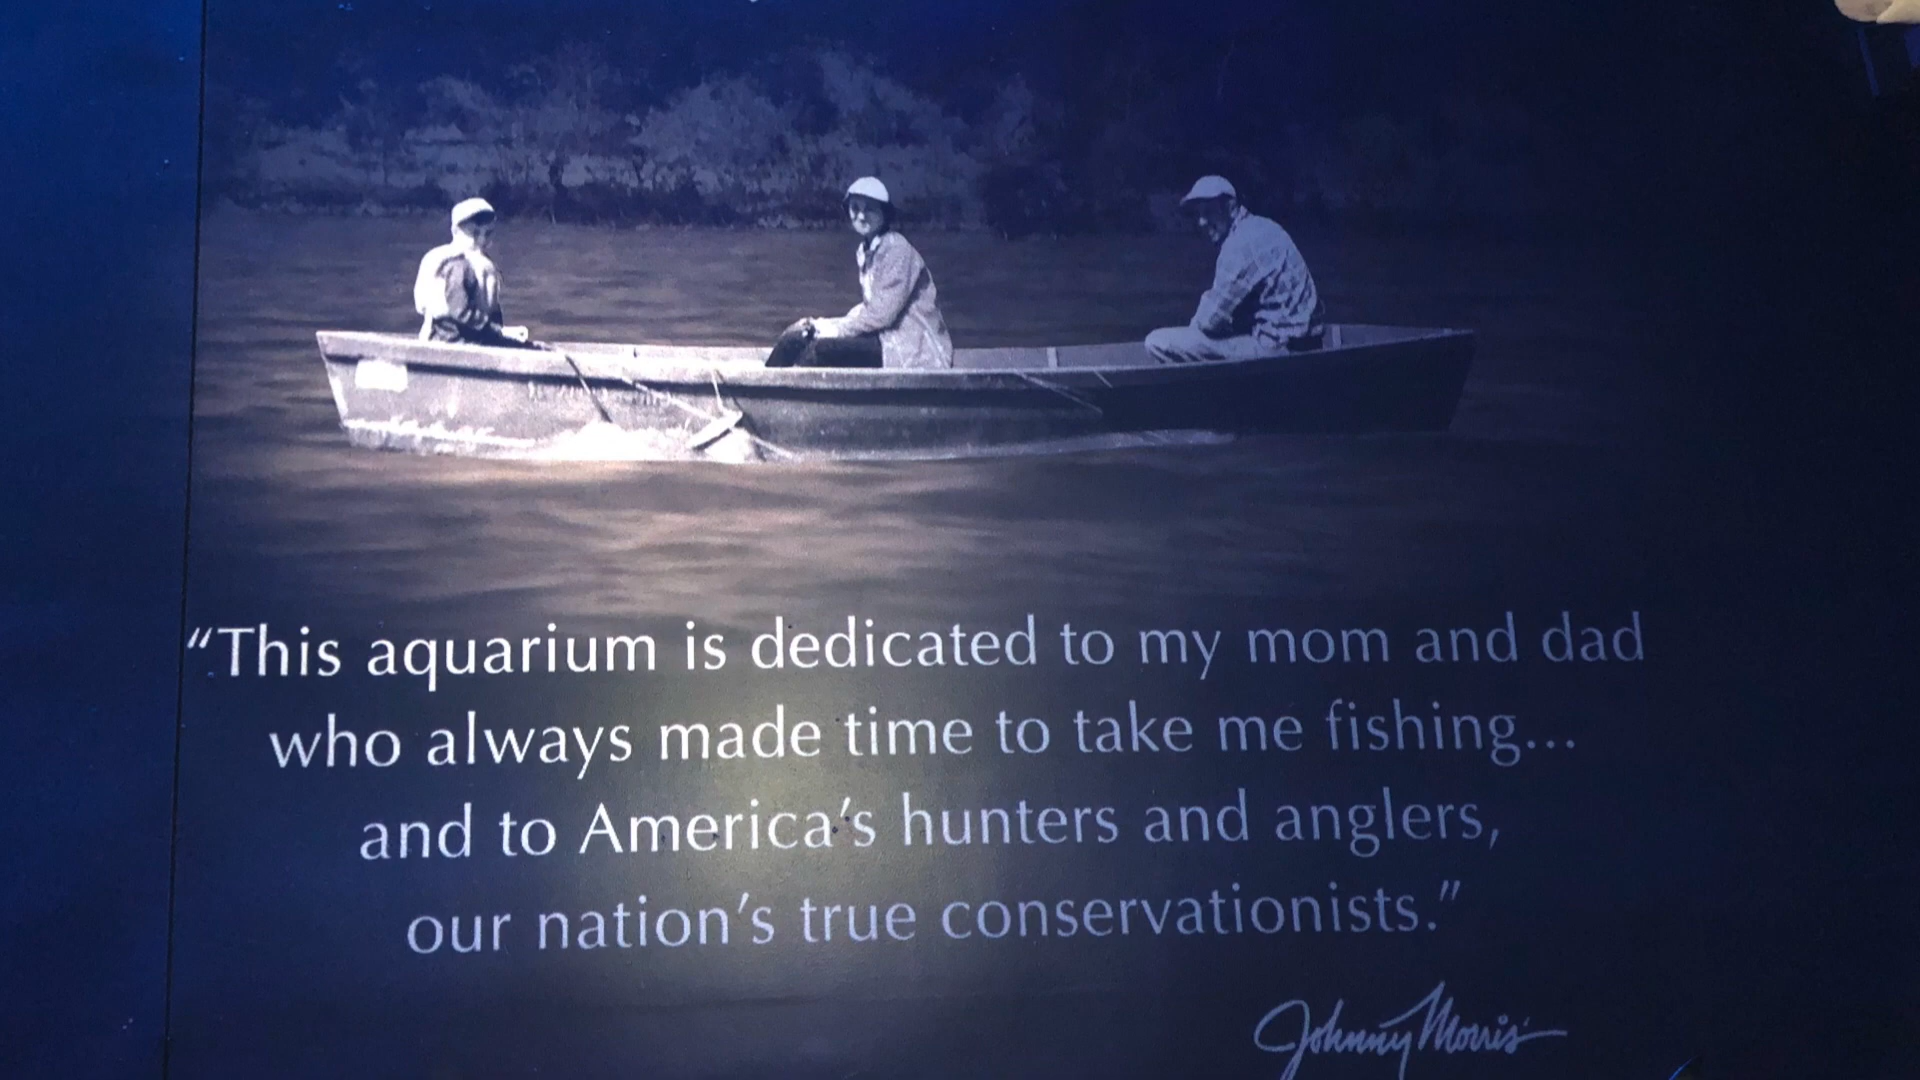 “This aquarium is dedicated to my mom and dad
who always made time to take me fishing...
and to America’s hunters and anglers,
our nation’s true conservationists.”
Johnny Morris